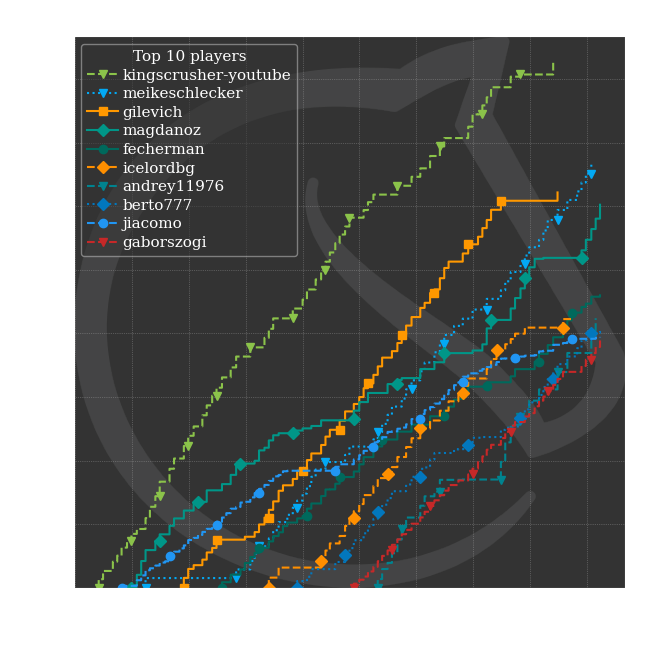 Top 10 players
kingscrusher-youtube
meikeschlecker
gilevich
magdanoz
fecherman
icelordbg
andrey11976
berto777
jiacomo
gaborszogi